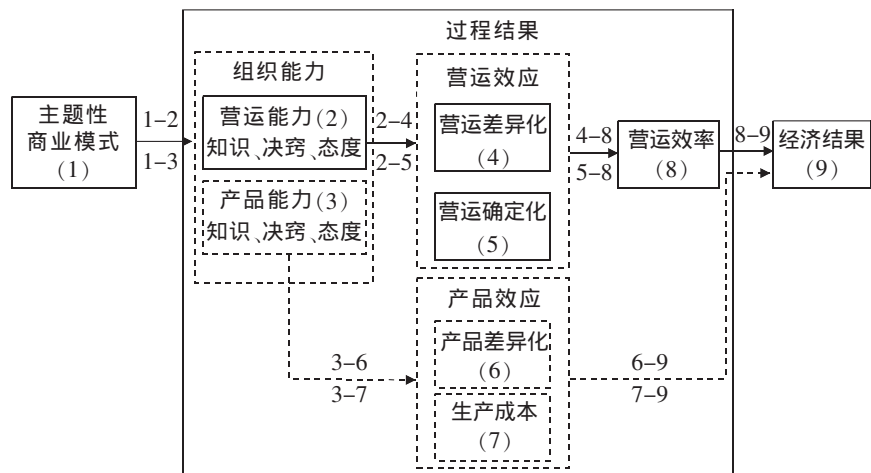 过程结果
组织能力
营运效应
主题性
商业模式
(1)
1–2
1–3
营运能力(2)
知识、决窍、态度
产品能力(3)
知识、决窍、态度
2–4
2–5
营运差异化
(4)
营运确定化
(5)
4–8
5–8
营运效率
(8)
8–9
经济结果
(9)
产品效应
产品差异化
(6)
生产成本
(7)
3–6
3–7
6–9
7–9